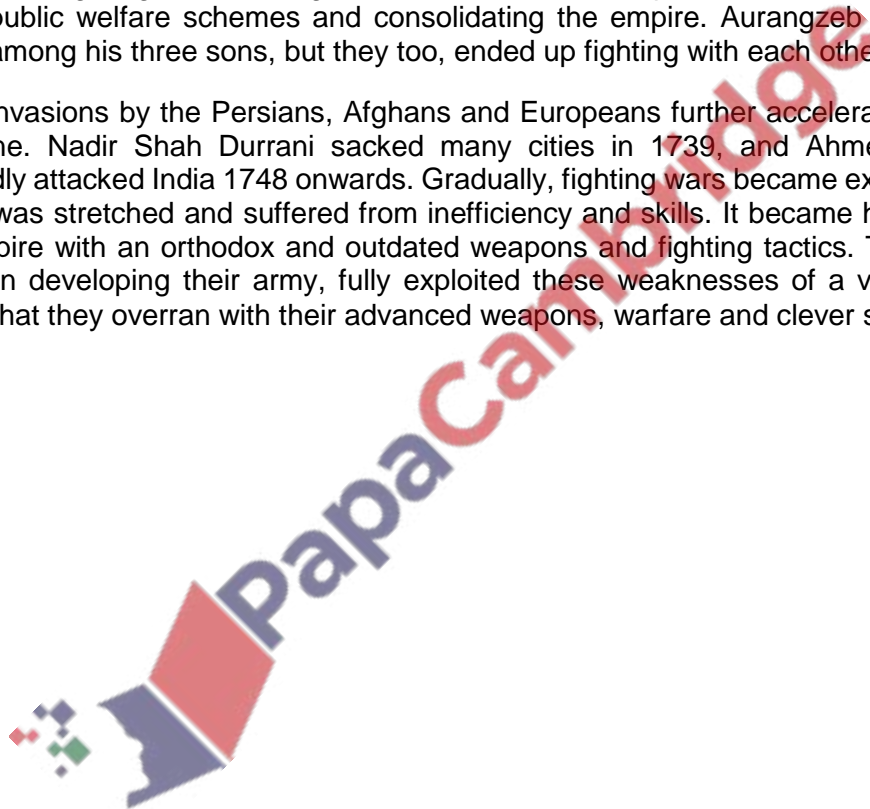 public welfare schemes and consolidating the empire. Aurangzeb
among his three sons, but they too, ended up fighting with each othe
nvasions by the Persians, Afghans and Europeans further accelera
ne. Nadir Shah Durrani sacked many cities in 1739, and Ahme
dly attacked India 1748 onwards. Gradually, fighting wars became ex
was stretched and suffered from inefficiency and skills. It became h
pire with an orthodox and outdated weapons and fighting tactics. T
n developing their army, fully exploited these weaknesses of a v
hat they overran with their advanced weapons, warfare and clever s
PapaCambridge